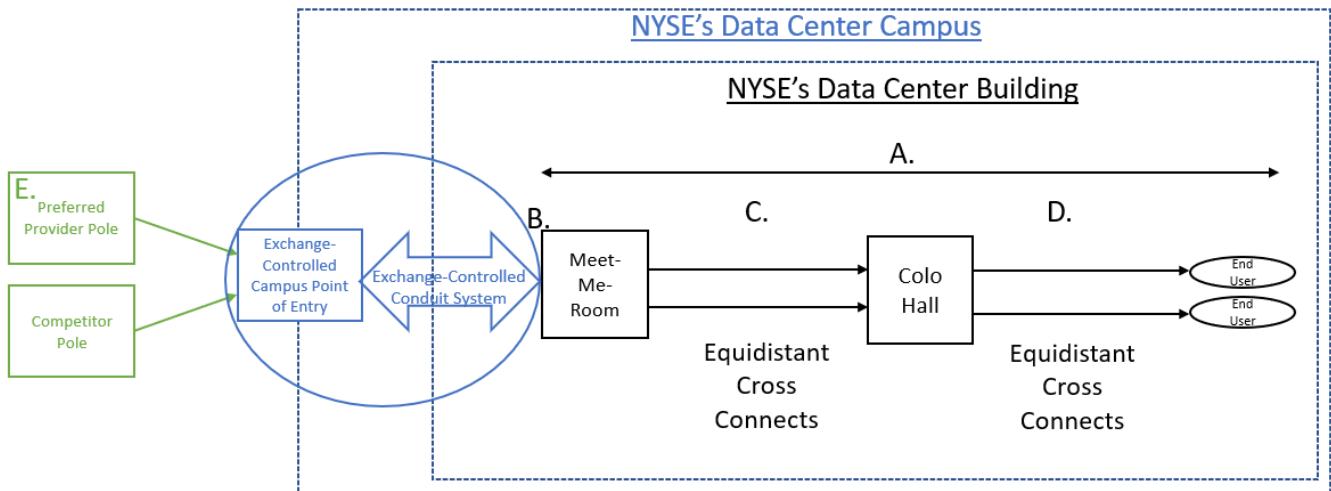 NYSE's Data Center Campus
NYSE's Data Center Building
A.
E.
Preferred
Provider Pole
B.
C.
D.
Exchange-
Controlled
Campus Point
of Entry
Exchange-Controlled
Conduit System
Meet-
Me-
Room
Colo
Hall
End
User
End
User
Competitor
Pole
Equidistant
Cross
Connects
Equidistant
Cross
Connects